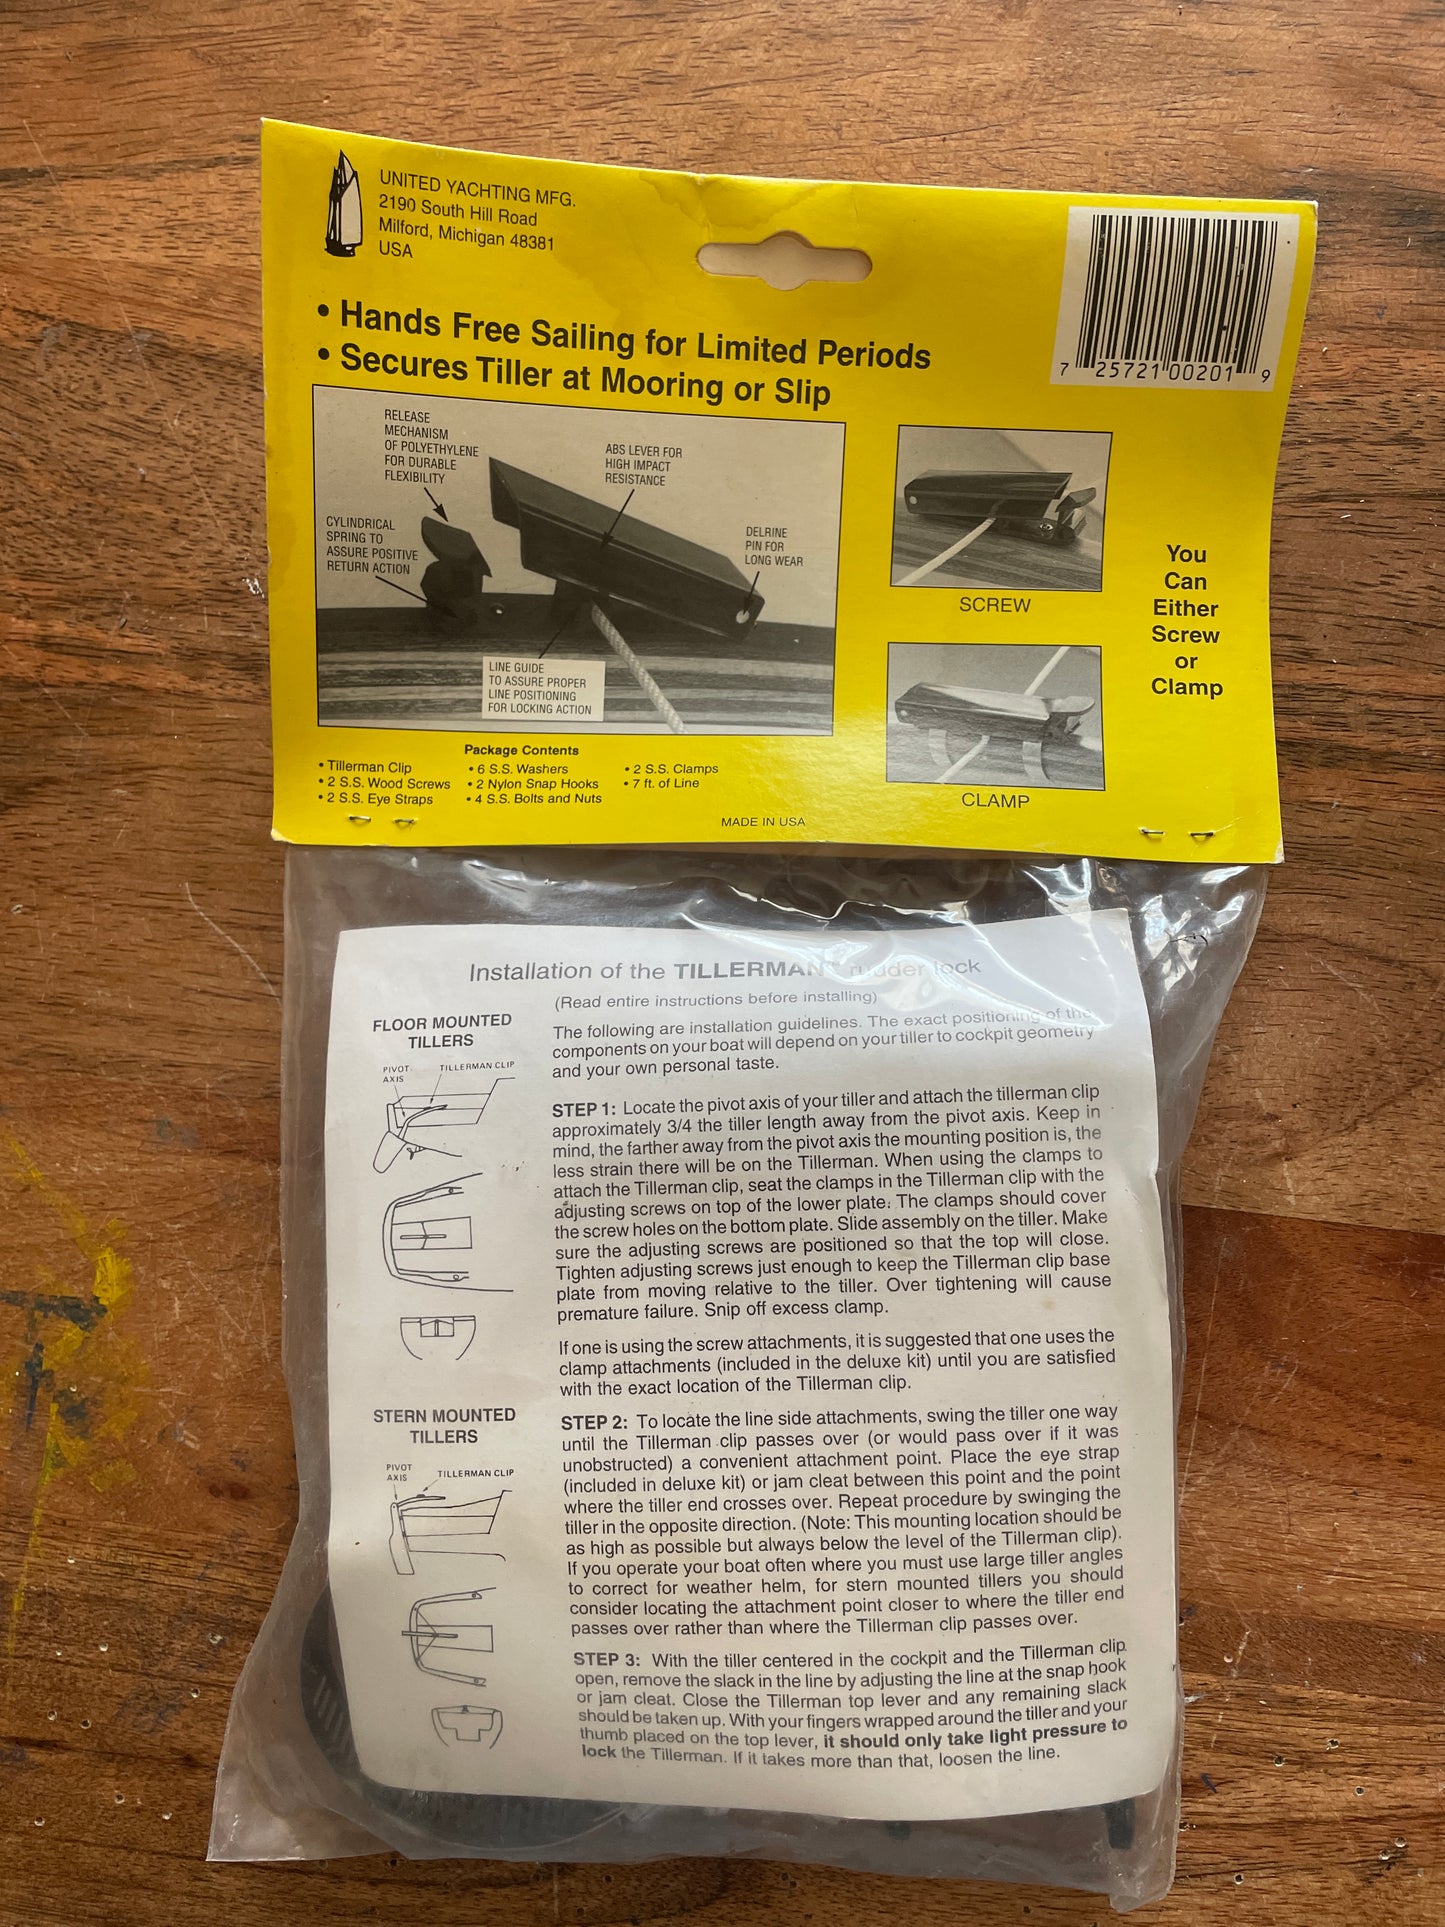 UNITED YACHTING MFG.
2190 South Hill Road
Milford, Michigan 48381
USA
• Hands Free Sailing for Limited Periods
• Secures Tiller at Mooring or Slip
7 25721 00201 9
RELEASE
MECHANISM
OF POLYETHYLENE
FOR DURABLE
FLEXIBILITY
ABS LEVER FOR
HIGH IMPACT
RESISTANCE
CYLINDRICAL
SPRING TO
ASSURE POSITIVE
RETURN ACTION
DELRINE
PIN FOR
LONG WEAR
LINE GUIDE
TO ASSURE PROPER
LINE POSITIONING
FOR LOCKING ACTION
SCREW
CLAMP
You
Can
Either
Screw
or
Clamp
Package Contents
• Tillerman Clip
• 2 S.S. Wood Screws
• 2 S.S. Eye Straps
• 6 S.S. Washers
• 2 Nylon Snap Hooks
• 4 S.S. Bolts and Nuts
• 2 S.S. Clamps
• 7 ft. of Line
MADE IN USA
Installation of the TILLERMAN rudder lock
(Read entire instructions before installing)
FLOOR MOUNTED
TILLERS
PIVOT
AXIS
TILLERMAN CLIP
The following are installation guidelines. The exact positioning of the
components on your boat will depend on your tiller to cockpit geometry
and your own personal taste.
STEP 1: Locate the pivot axis of your tiller and attach the tillerman clip
approximately 3/4 the tiller length away from the pivot axis. Keep in
mind, the farther away from the pivot axis the mounting position is, the
less strain there will be on the Tillerman. When using the clamps to
attach the Tillerman clip, seat the clamps in the Tillerman clip with the
adjusting screws on top of the lower plate. The clamps should cover
the screw holes on the bottom plate. Slide assembly on the tiller. Make
sure the adjusting screws are positioned so that the top will close.
Tighten adjusting screws just enough to keep the Tillerman clip base
plate from moving relative to the tiller. Over tightening will cause
premature failure. Snip off excess clamp.
If one is using the screw attachments, it is suggested that one uses the
clamp attachments (included in the deluxe kit) until you are satisfied
with the exact location of the Tillerman clip.
STERN MOUNTED
TILLERS
PIVOT
AXIS
TILLERMAN CLIP
STEP 2: To locate the line side attachments, swing the tiller one way
until the Tillerman clip passes over (or would pass over if it was
unobstructed) a convenient attachment point. Place the eye strap
(included in deluxe kit) or jam cleat between this point and the point
where the tiller end crosses over. Repeat procedure by swinging the
tiller in the opposite direction. (Note: This mounting location should be
as high as possible but always below the level of the Tillerman clip).
If you operate your boat often where you must use large tiller angles
to correct for weather helm, for stern mounted tillers you should
consider locating the attachment point closer to where the tiller end
passes over rather than where the Tillerman clip passes over.
STEP 3: With the tiller centered in the cockpit and the Tillerman clip
open, remove the slack in the line by adjusting the line at the snap hook
or jam cleat. Close the Tillerman top lever and any remaining slack
should be taken up. With your fingers wrapped around the tiller and your
thumb placed on the top lever, it should only take light pressure to
lock the Tillerman. If it takes more than that, loosen the line.